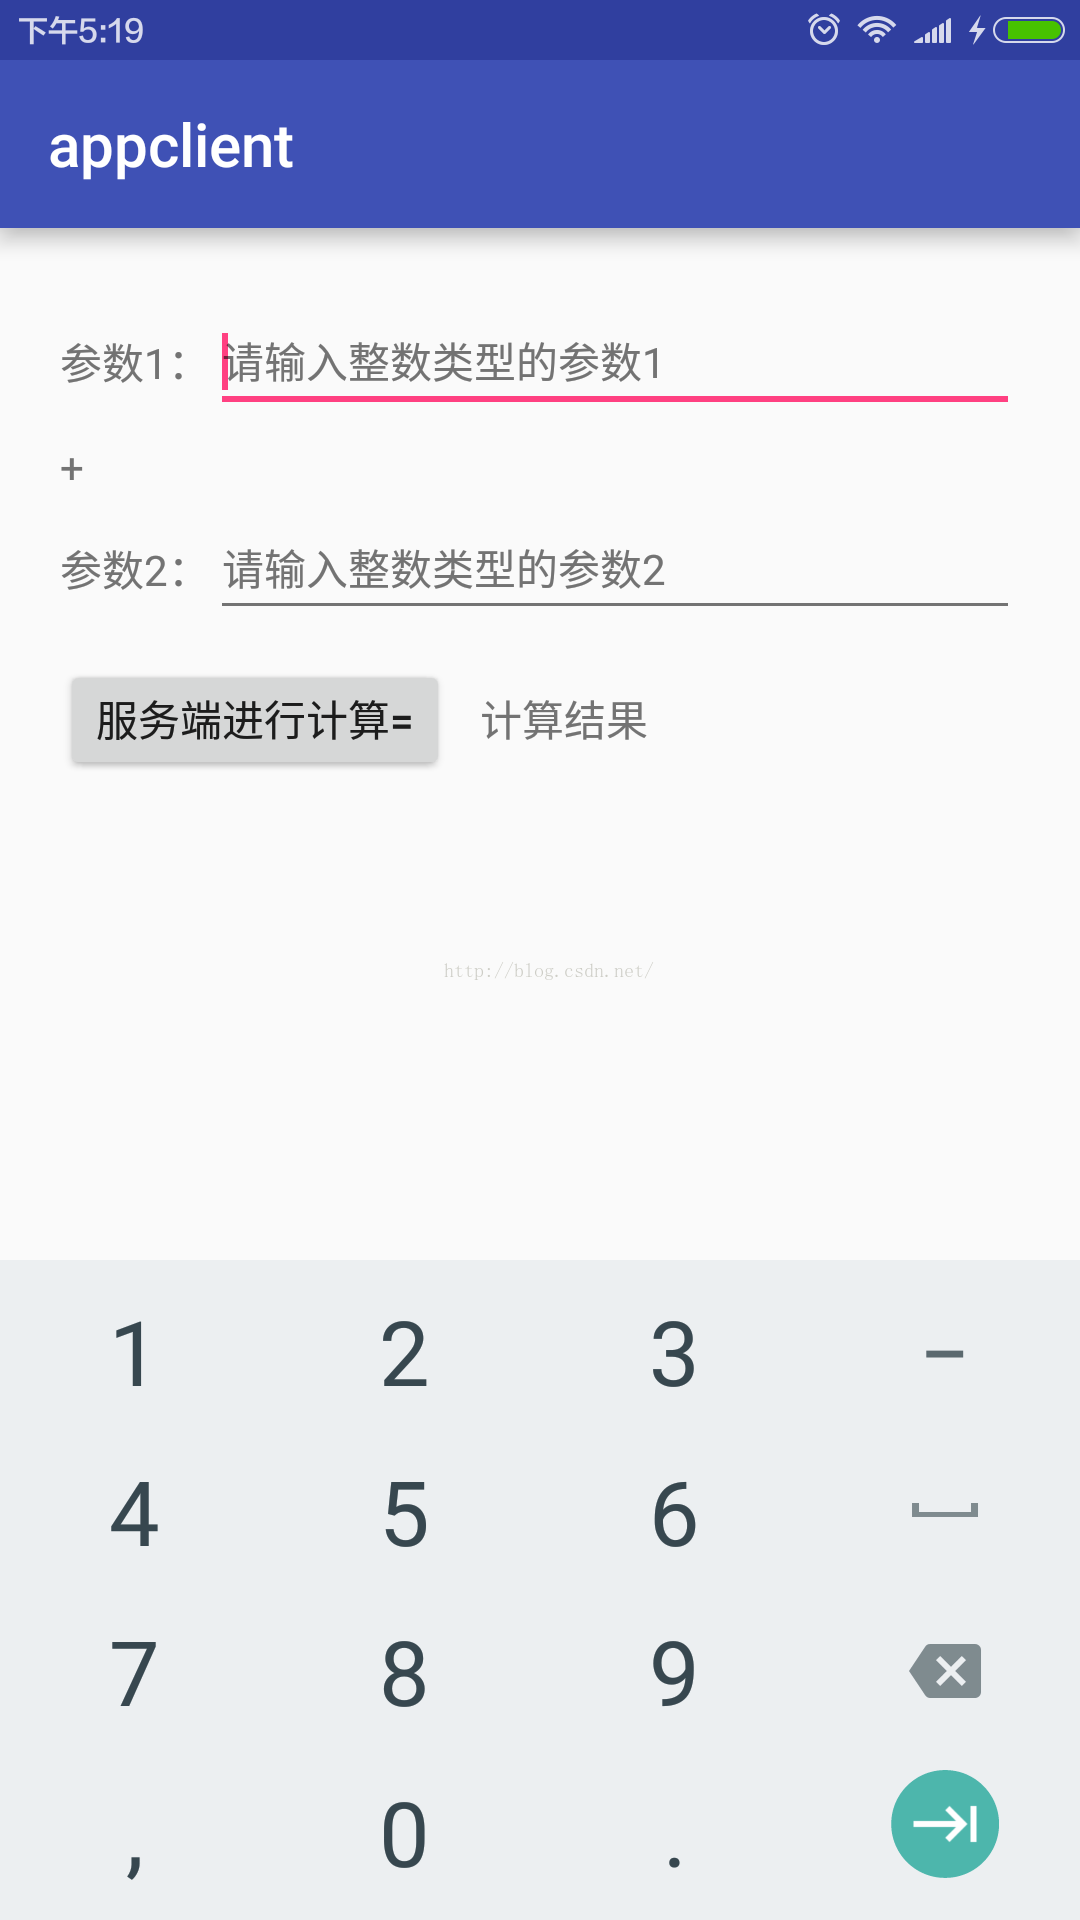 下午5:19
appclient
参数1： 请输入整数类型的参数1
+
参数2： 请输入整数类型的参数2
服务端进行计算= 计算结果
http://blog.csdn.net/
1 2 3 –
4 5 6
7 8 9
, 0 .